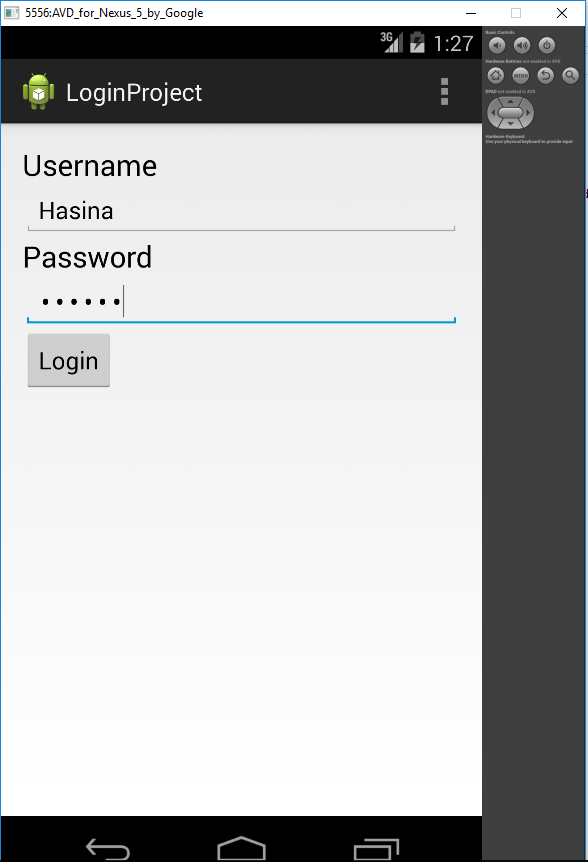 5556:AVD_for_Nexus_5_by_Google
3G 1:27
LoginProject
Username
Hasina
Password
••••••
Login
Basic Controls
Hardware Buttons not enabled in AVD
MENU
DPAD not enabled in AVD
Hardware Keyboard
Use your physical keyboard to provide input